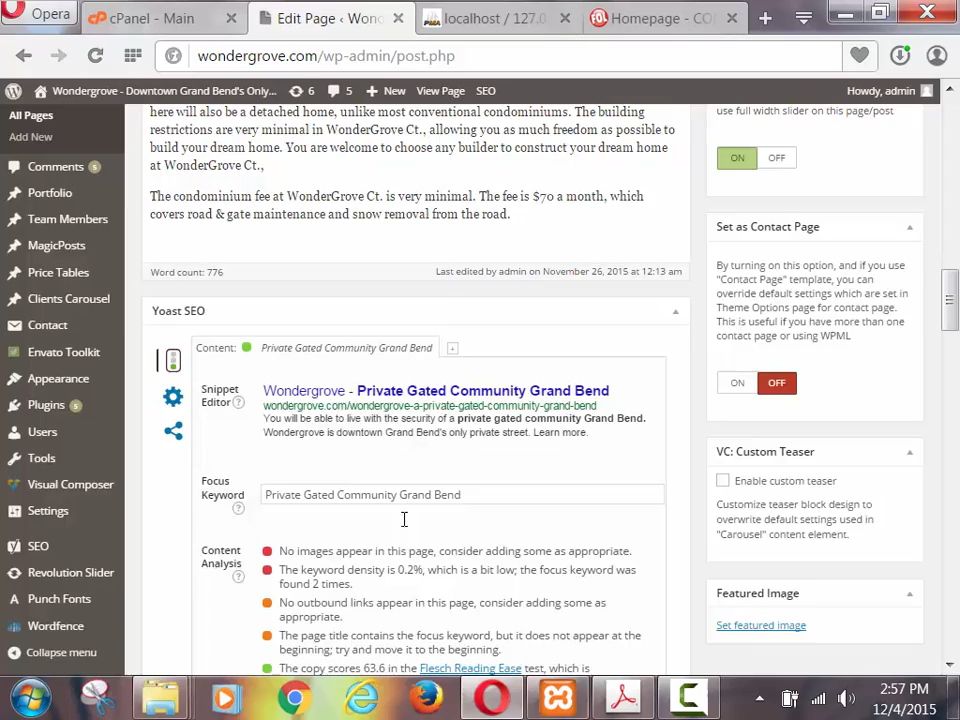 Opera
cPanel - Main
Edit Page ‹ Won
localhost / 127.0
Homepage - CO
wondergrove.com/wp-admin/post.php
Wondergrove - Downtown Grand Bend's Only...
6
5
New
View Page
SEO
Howdy, admin
All Pages
Add New
Comments 5
Portfolio
Team Members
MagicPosts
Price Tables
Clients Carousel
Contact
Envato Toolkit
Appearance
Plugins 5
Users
Tools
Visual Composer
Settings
SEO
Revolution Slider
Punch Fonts
Wordfence
Collapse menu
here will also be a detached home, unlike most conventional condominiums. The building
restrictions are very minimal in WonderGrove Ct., allowing you as much freedom as possible to
build your dream home. You are welcome to choose any builder to construct your dream home
at WonderGrove Ct.,
The condominium fee at WonderGrove Ct. is very minimal. The fee is $70 a month, which
covers road & gate maintenance and snow removal from the road.
Word count: 776
Last edited by admin on November 26, 2015 at 12:13 am
Yoast SEO
Content: Private Gated Community Grand Bend
Snippet
Editor
Wondergrove - Private Gated Community Grand Bend
wondergrove.com/wondergrove-a-private-gated-community-grand-bend
You will be able to live with the security of a private gated community Grand Bend.
Wondergrove is downtown Grand Bend's only private street. Learn more.
Focus
Keyword
Private Gated Community Grand Bend
Content
Analysis
No images appear in this page, consider adding some as appropriate.
The keyword density is 0.2%, which is a bit low; the focus keyword was
found 2 times.
No outbound links appear in this page, consider adding some as
appropriate.
The page title contains the focus keyword, but it does not appear at the
beginning; try and move it to the beginning.
The copy scores 63.6 in the Flesch Reading Ease test, which is
use full width slider on this page/post
ON
OFF
Set as Contact Page
By turning on this option, and if you use
"Contact Page" template, you can
override default settings which are set in
Theme Options page for contact page.
This is useful if you have more than one
contact page or using WPML
ON
OFF
VC: Custom Teaser
Enable custom teaser
Customize teaser block design to
overwrite default settings used in
"Carousel" content element.
Featured Image
Set featured image
2:57 PM
12/4/2015